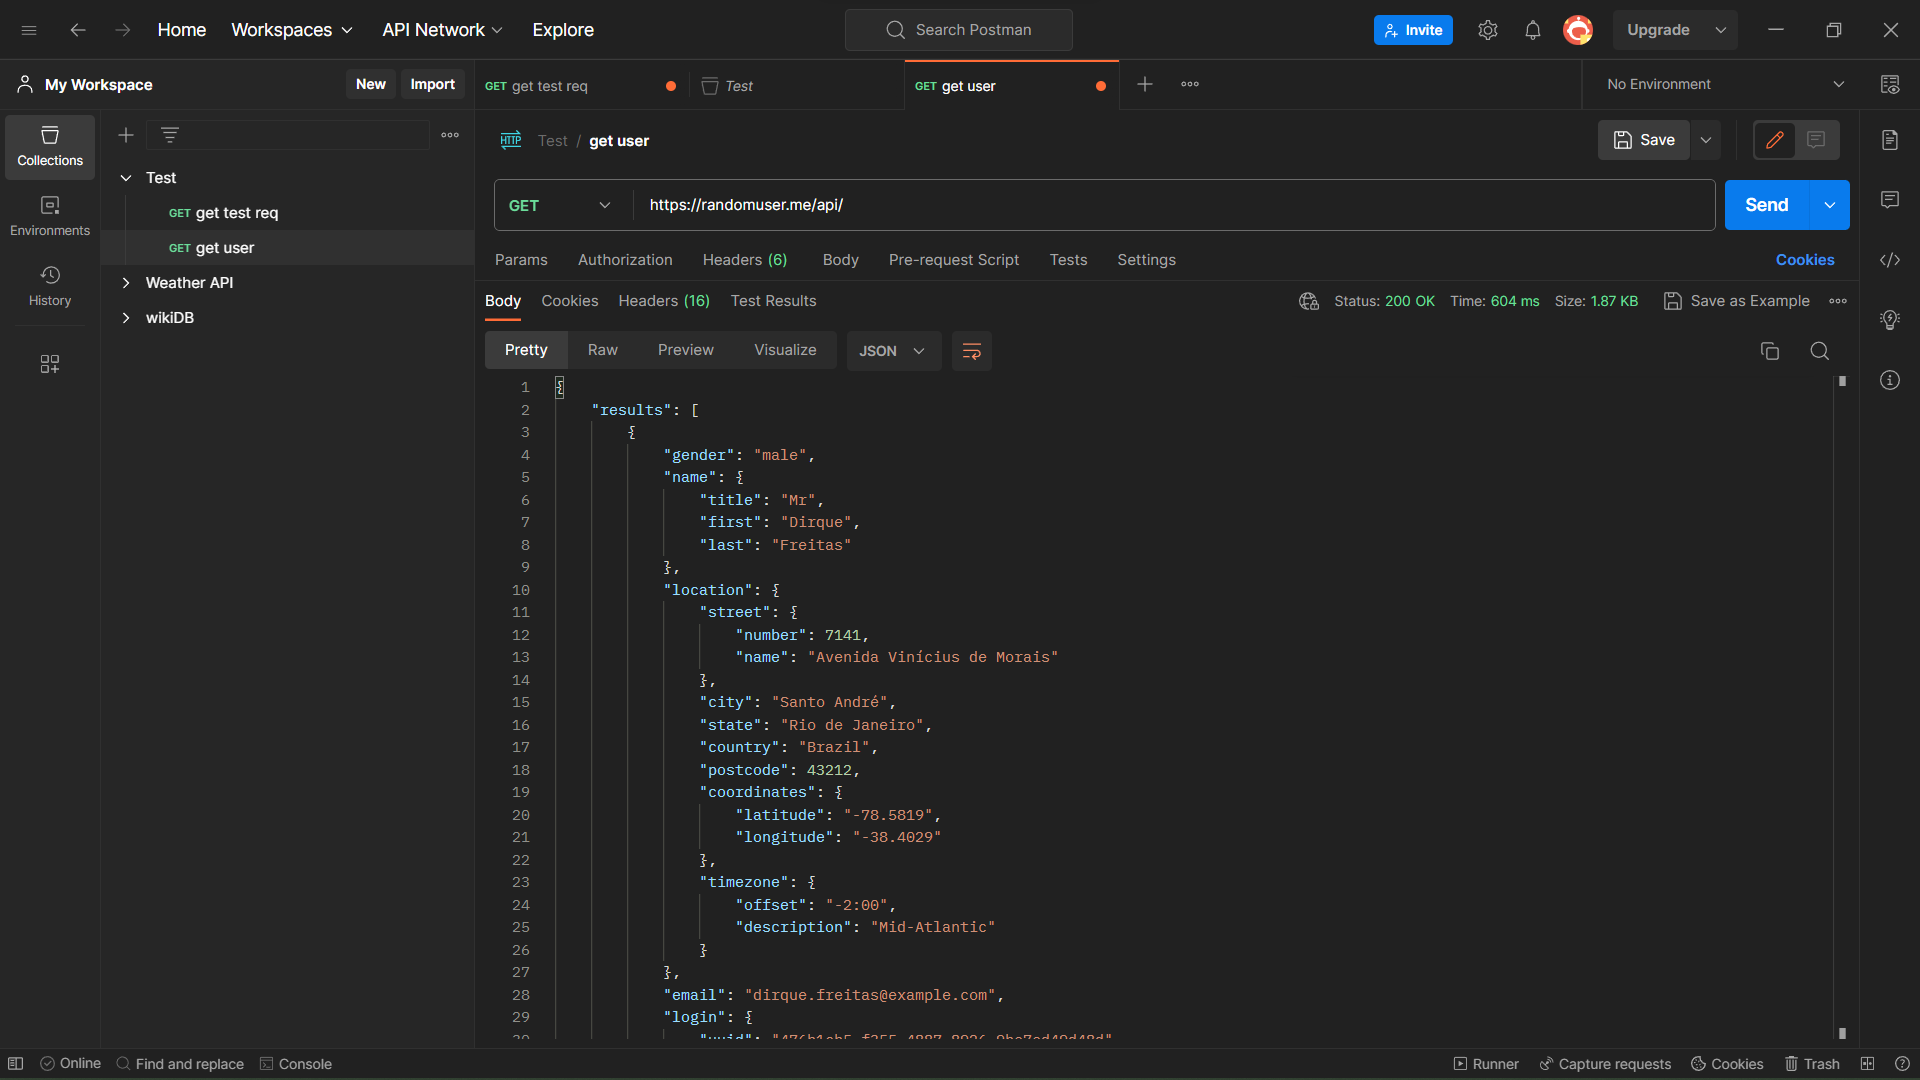 Home Workspaces API Network Explore Search Postman Invite Upgrade
My Workspace New Import GET get test req Test GET get user No Environment
Collections
Environments
History
Test
GET get test req
GET get user
Weather API
wikiDB
HTTP Test / get user Save
GET https://randomuser.me/api/ Send
Params Authorization Headers (6) Body Pre-request Script Tests Settings Cookies
Body Cookies Headers (16) Test Results Status: 200 OK Time: 604 ms Size: 1.87 KB Save as Example
Pretty Raw Preview Visualize JSON
1 {
2 "results": [
3 {
4 "gender": "male",
5 "name": {
6 "title": "Mr",
7 "first": "Dirque",
8 "last": "Freitas"
9 },
10 "location": {
11 "street": {
12 "number": 7141,
13 "name": "Avenida Vinícius de Morais"
14 },
15 "city": "Santo André",
16 "state": "Rio de Janeiro",
17 "country": "Brazil",
18 "postcode": 43212,
19 "coordinates": {
20 "latitude": "-78.5819",
21 "longitude": "-38.4029"
22 },
23 "timezone": {
24 "offset": "-2:00",
25 "description": "Mid-Atlantic"
26 }
27 },
28 "email": "dirque.freitas@example.com",
29 "login": {
30 "uuid":
Online Find and replace Console Runner Capture requests Cookies Trash